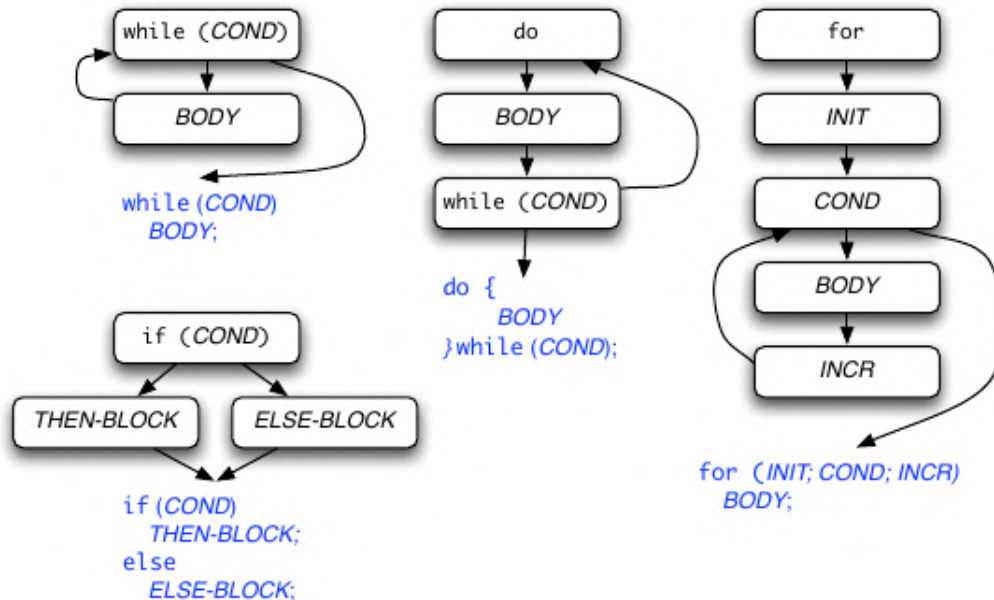 while (COND)
BODY
while (COND)
BODY;
do
BODY
while (COND)
do {
BODY
}while (COND);
for
INIT
COND
BODY
INCR
for (INIT; COND; INCR)
BODY;
if (COND)
THEN-BLOCK
ELSE-BLOCK
if (COND)
THEN-BLOCK;
else
ELSE-BLOCK;